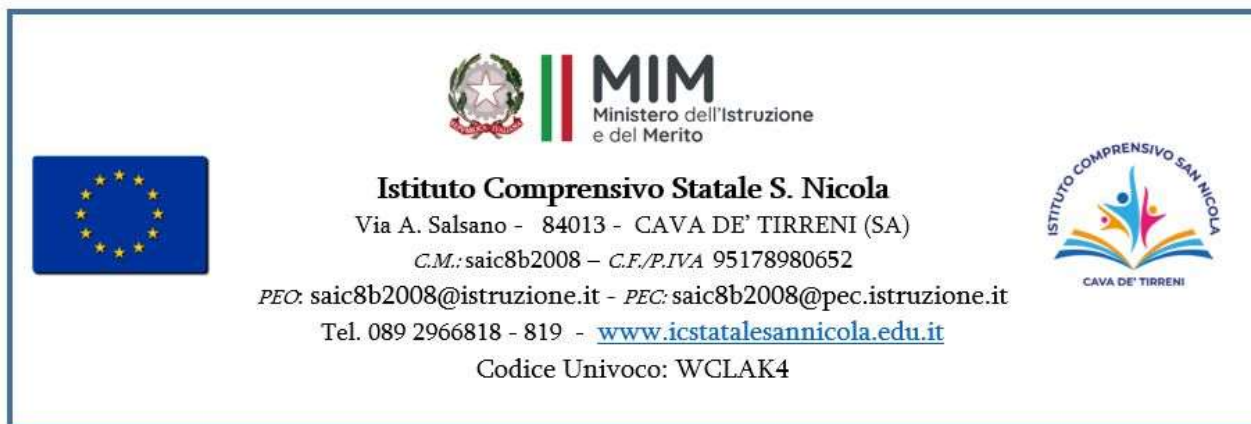 MIM
Ministero dell'Istruzione
e del Merito
REPVBBLICA ITALIANA
Istituto Comprensivo Statale S. Nicola
Via A. Salsano - 84013 - CAVA DE' TIRRENI (SA)
C.M.: saic8b2008 – C.F./P.IVA 95178980652
PEO: saic8b2008@istruzione.it - PEC: saic8b2008@pec.istruzione.it
Tel. 089 2966818 - 819 - www.icstatalesannicola.edu.it
Codice Univoco: WCLAK4
ISTITUTO COMPRENSIVO SAN NICOLA
CAVA DE' TIRRENI